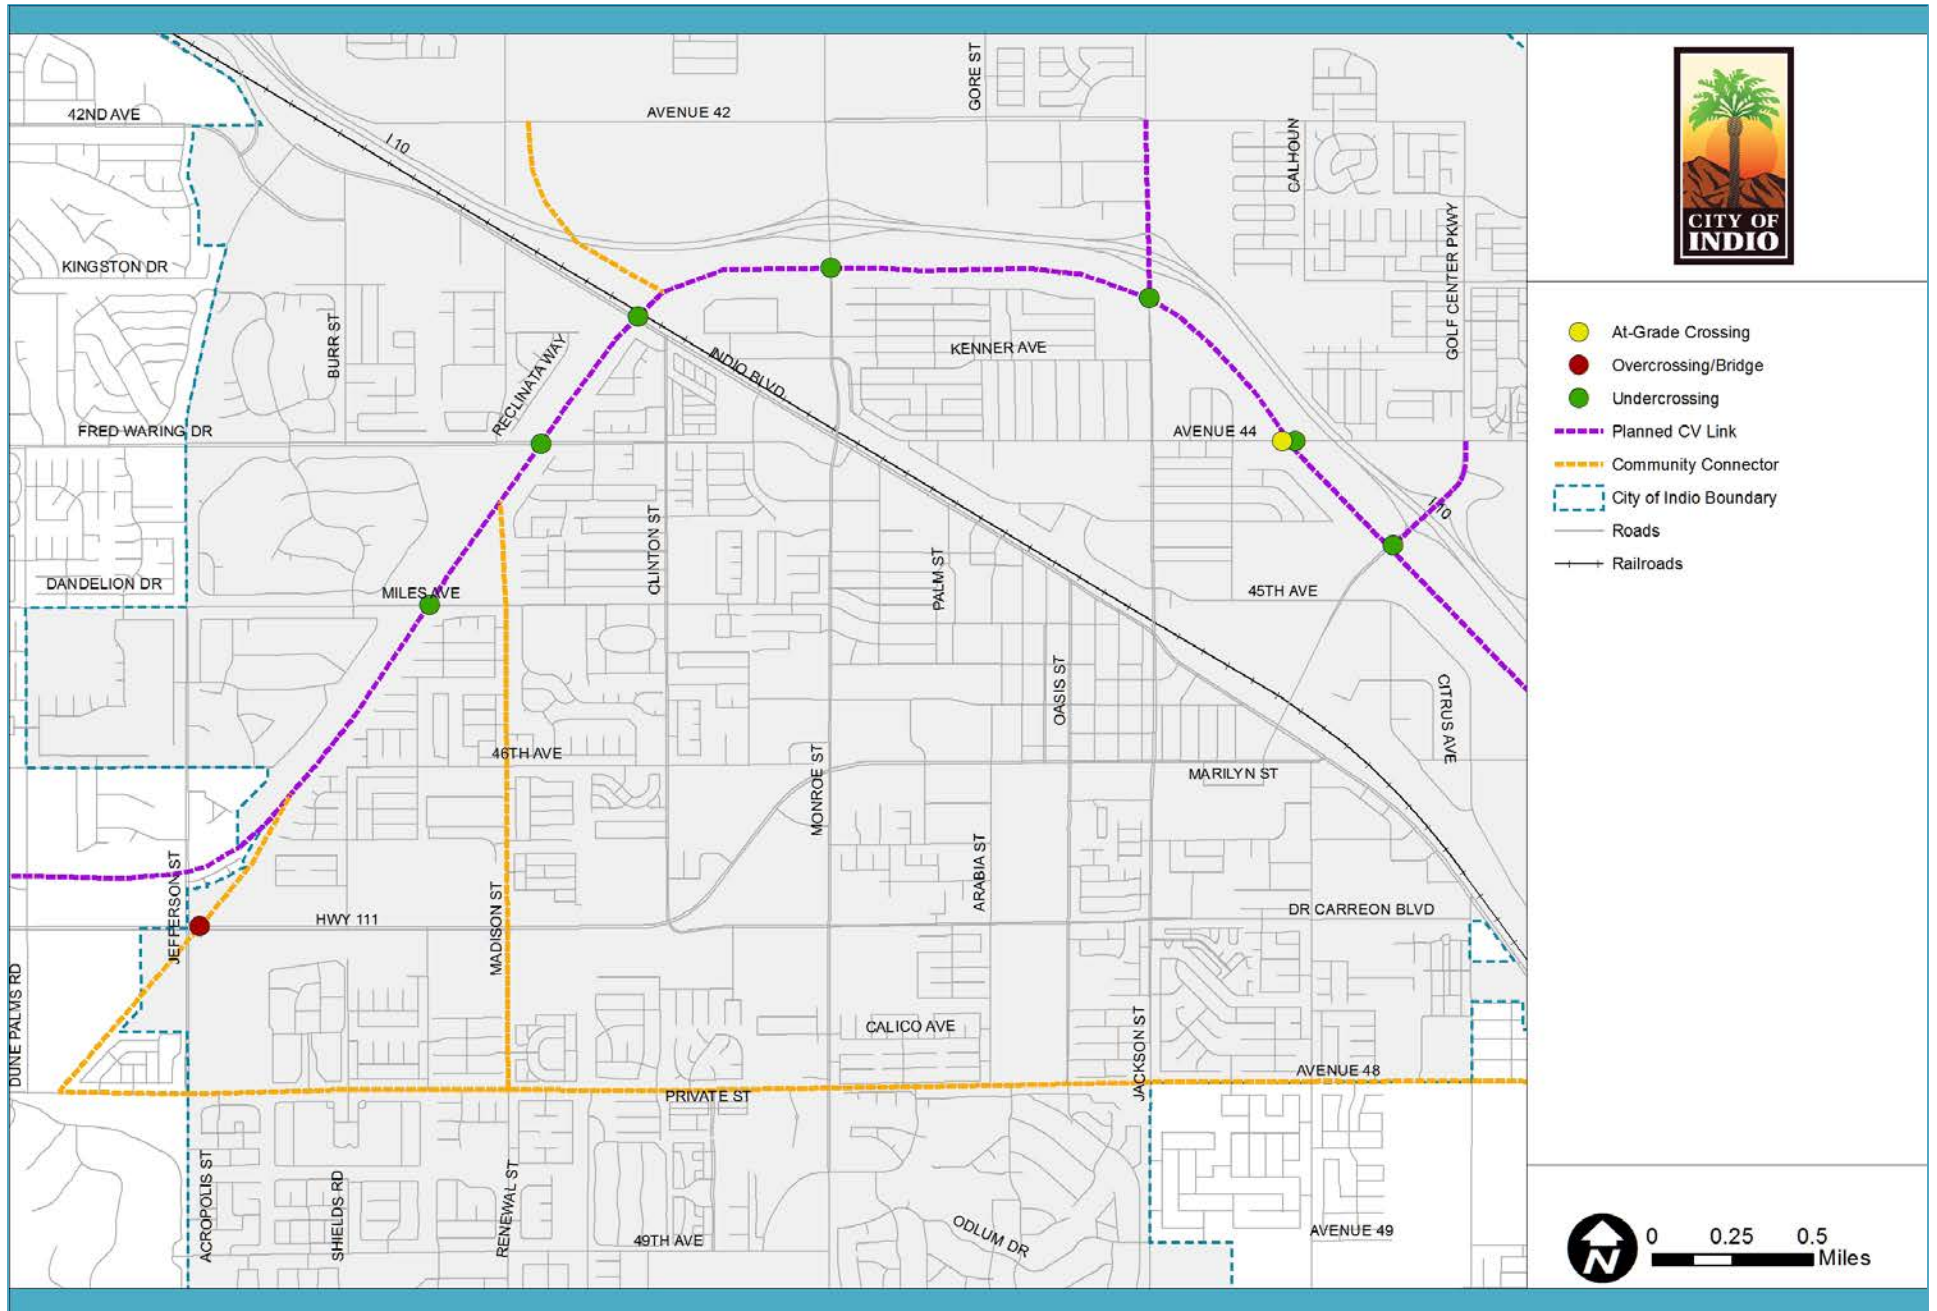 GORE ST
42ND AVE
AVENUE 42
I 10
CALHOUN
KINGSTON DR
GOLF CENTER PKWY
BURR ST
RECLINATA WAY
INDIO BLVD
KENNER AVE
FRED WARING DR
AVENUE 44
I 10
CLINTON ST
DANDELION DR
MILES AVE
PALM ST
45TH AVE
OASIS ST
CITRUS AVE
46TH AVE
MONROE ST
MARILYN ST
JEFFERSON ST
ARABIA ST
MADISON ST
HWY 111
DR CARREON BLVD
DUNE PALMS RD
CALICO AVE
JACKSON ST
AVENUE 48
PRIVATE ST
ACROPOLIS ST
SHIELDS RD
RENEWAL ST
49TH AVE
ODLUM DR
AVENUE 49
CITY OF
INDIO
At-Grade Crossing
Overcrossing/Bridge
Undercrossing
Planned CV Link
Community Connector
City of Indio Boundary
Roads
Railroads
N
0 0.25 0.5
Miles